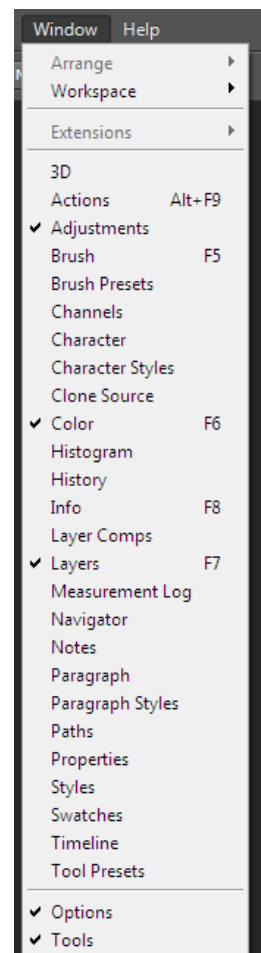 Window Help
Arrange
Workspace
Extensions
3D
Actions Alt+F9
Adjustments
Brush F5
Brush Presets
Channels
Character
Character Styles
Clone Source
Color F6
Histogram
History
Info F8
Layer Comps
Layers F7
Measurement Log
Navigator
Notes
Paragraph
Paragraph Styles
Paths
Properties
Styles
Swatches
Timeline
Tool Presets
Options
Tools